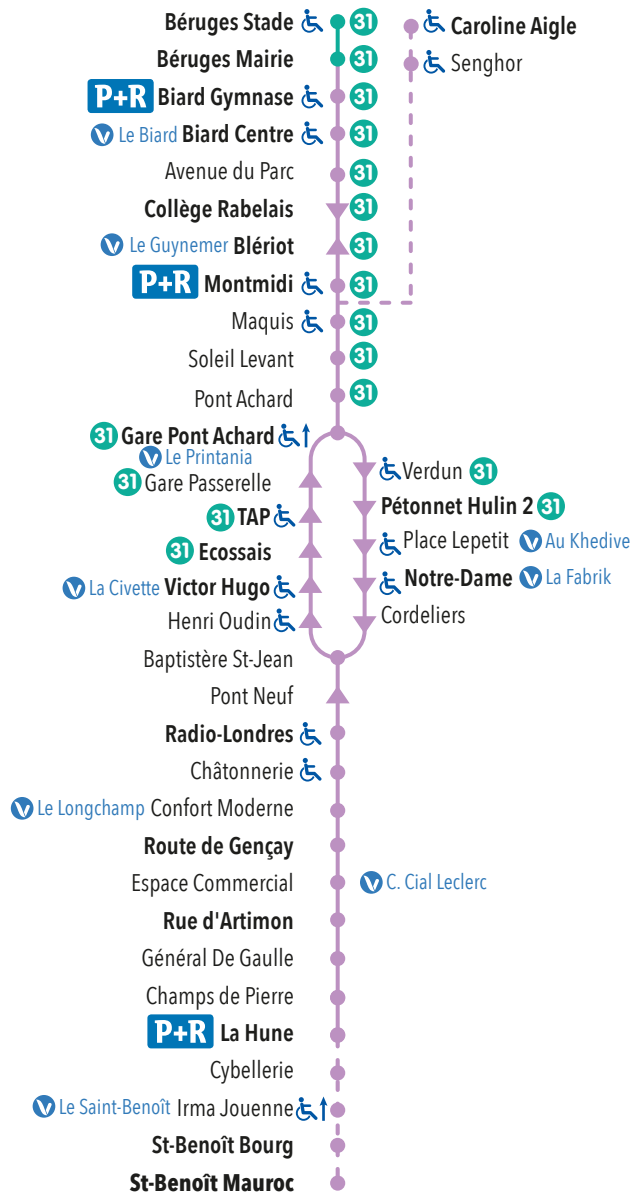 Béruges Stade 31
Caroline Aigle
Béruges Mairie 31
Senghor
P+R Biard Gymnase 31
V Le Biard Biard Centre 31
Avenue du Parc 31
Collège Rabelais 31
V Le Guynemer Blériot 31
P+R Montmidi 31
Maquis 31
Soleil Levant 31
Pont Achard 31
31 Gare Pont Achard
V Le Printania
31 Gare Passerelle
31 TAP
31 Ecossais
V La Civette Victor Hugo
Henri Oudin
Verdun 31
Pétonnet Hulin 2 31
Place Lepetit V Au Khedive
Notre-Dame V La Fabrik
Cordeliers
Baptistère St-Jean
Pont Neuf
Radio-Londres
Châtonnerie
V Le Longchamp Confort Moderne
Route de Gençay
Espace Commercial V C. Cial Leclerc
Rue d'Artimon
Général De Gaulle
Champs de Pierre
P+R La Hune
Cybellerie
V Le Saint-Benoît Irma Jouenne
St-Benoît Bourg
St-Benoît Mauroc